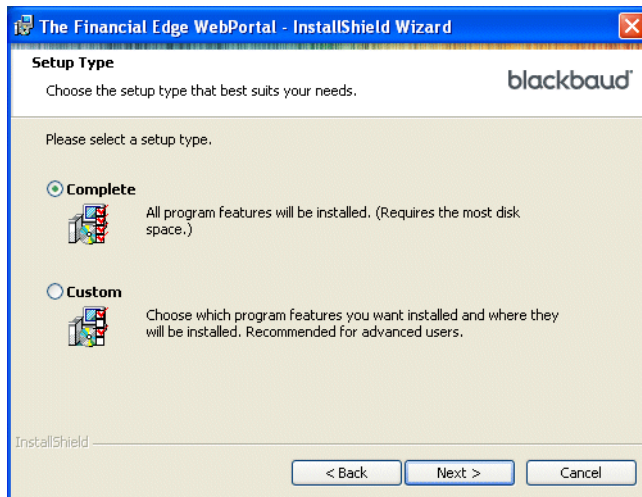 The Financial Edge WebPortal - InstallShield Wizard
Setup Type
Choose the setup type that best suits your needs.
blackbaud
Please select a setup type.
Complete
All program features will be installed. (Requires the most disk
space.)
Custom
Choose which program features you want installed and where they
will be installed. Recommended for advanced users.
InstallShield
< Back
Next >
Cancel